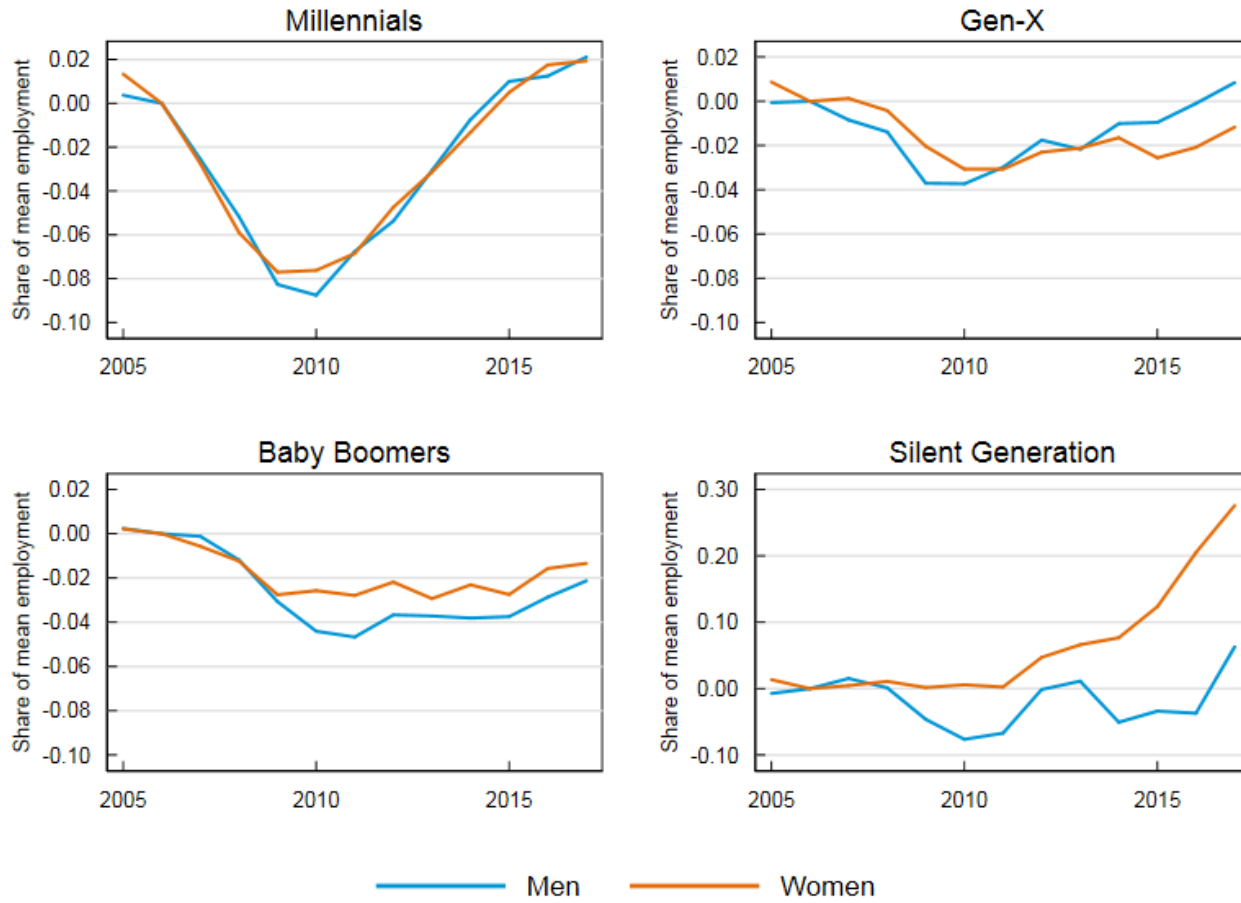 Millennials
Share of mean employment
0.02
0.00
-0.02
-0.04
-0.06
-0.08
-0.10
2005 2010 2015
Gen-X
Share of mean employment
0.02
0.00
-0.02
-0.04
-0.06
-0.08
-0.10
2005 2010 2015
Baby Boomers
Share of mean employment
0.02
0.00
-0.02
-0.04
-0.06
-0.08
-0.10
2005 2010 2015
Silent Generation
Share of mean employment
0.30
0.20
0.10
0.00
-0.10
2005 2010 2015
Men Women